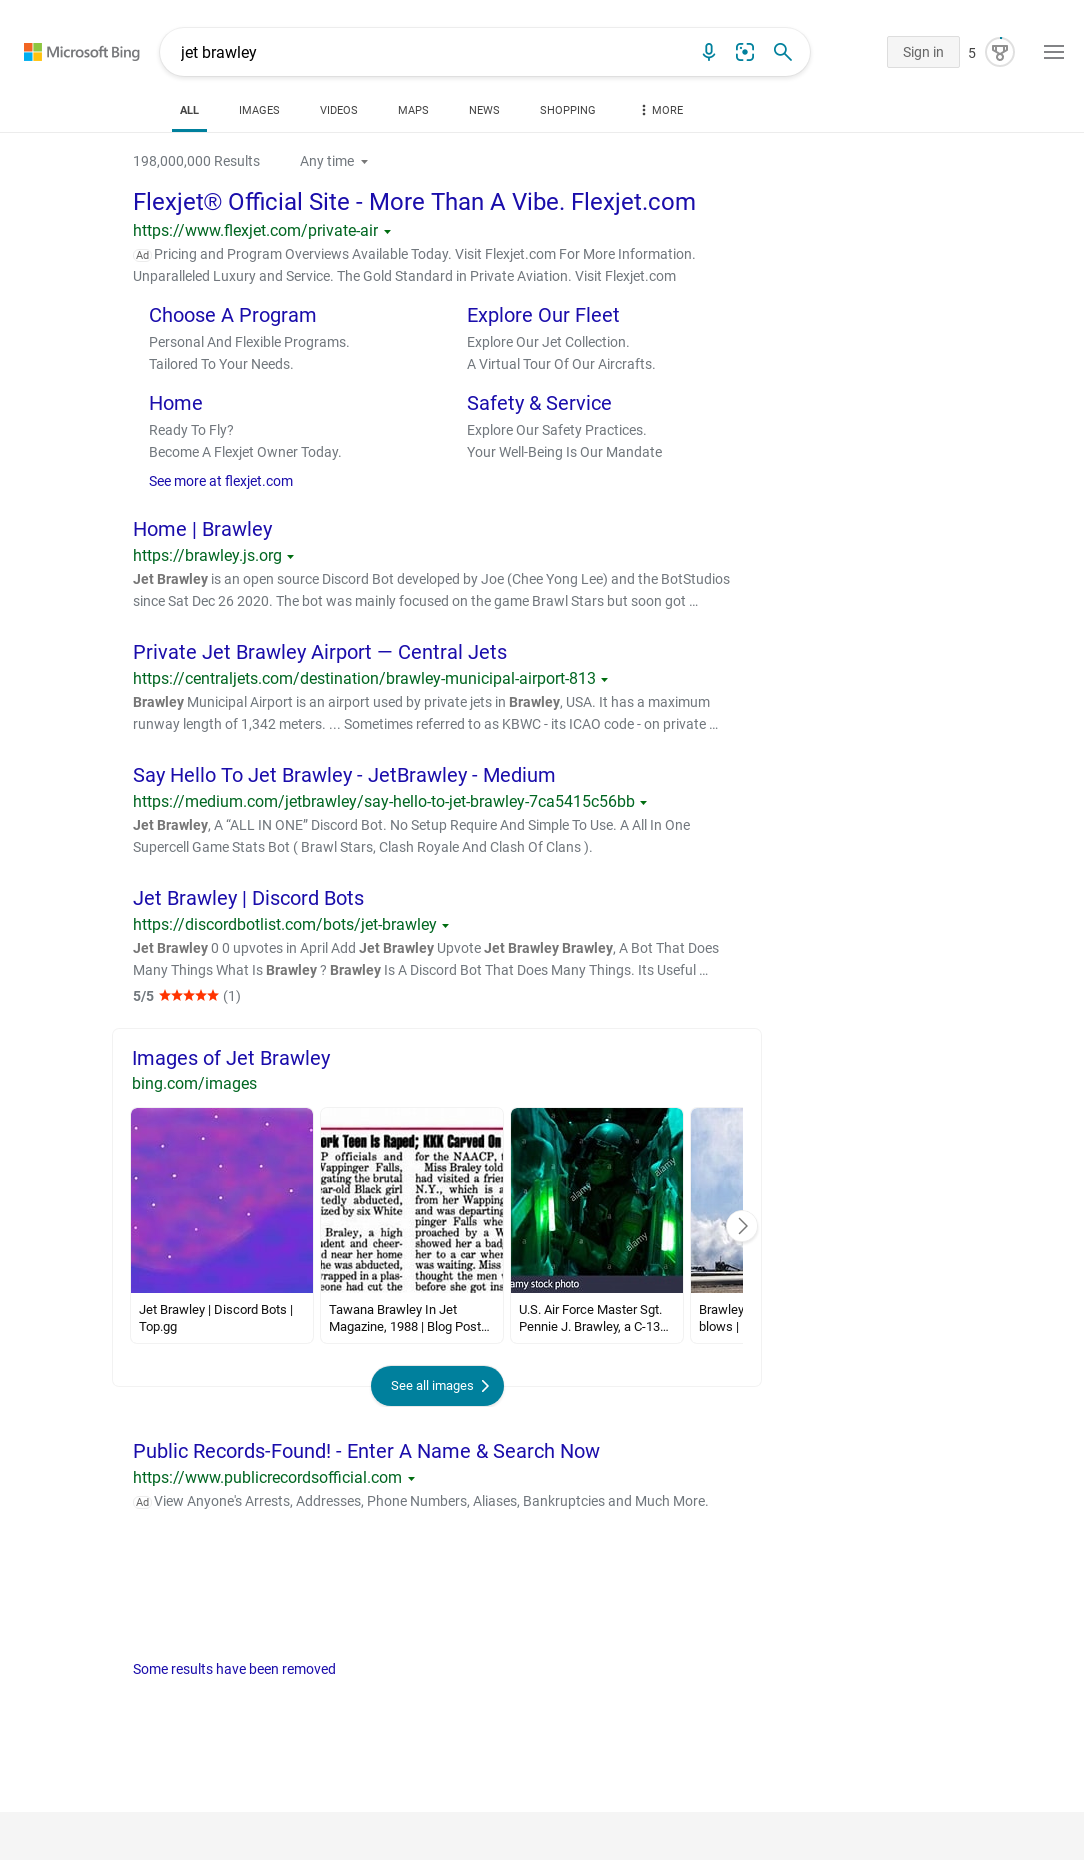 Microsoft Bing
jet brawley
Sign in
5
ALL
IMAGES
VIDEOS
MAPS
NEWS
SHOPPING
MORE
198,000,000 Results
Any time
Flexjet® Official Site - More Than A Vibe. Flexjet.com
https://www.flexjet.com/private-air
Ad Pricing and Program Overviews Available Today. Visit Flexjet.com For More Information.
Unparalleled Luxury and Service. The Gold Standard in Private Aviation. Visit Flexjet.com
Choose A Program
Personal And Flexible Programs.
Tailored To Your Needs.
Explore Our Fleet
Explore Our Jet Collection.
A Virtual Tour Of Our Aircrafts.
Home
Ready To Fly?
Become A Flexjet Owner Today.
Safety & Service
Explore Our Safety Practices.
Your Well-Being Is Our Mandate
See more at flexjet.com
Home | Brawley
https://brawley.js.org
Jet Brawley is an open source Discord Bot developed by Joe (Chee Yong Lee) and the BotStudios
since Sat Dec 26 2020. The bot was mainly focused on the game Brawl Stars but soon got ...
Private Jet Brawley Airport — Central Jets
https://centraljets.com/destination/brawley-municipal-airport-813
Brawley Municipal Airport is an airport used by private jets in Brawley, USA. It has a maximum
runway length of 1,342 meters. ... Sometimes referred to as KBWC - its ICAO code - on private ...
Say Hello To Jet Brawley - JetBrawley - Medium
https://medium.com/jetbrawley/say-hello-to-jet-brawley-7ca5415c56bb
Jet Brawley, A “ALL IN ONE” Discord Bot. No Setup Require And Simple To Use. A All In One
Supercell Game Stats Bot ( Brawl Stars, Clash Royale And Clash Of Clans ).
Jet Brawley | Discord Bots
https://discordbotlist.com/bots/jet-brawley
Jet Brawley 0 0 upvotes in April Add Jet Brawley Upvote Jet Brawley Brawley, A Bot That Does
Many Things What Is Brawley ? Brawley Is A Discord Bot That Does Many Things. Its Useful ...
5/5 ★★★★★ (1)
Images of Jet Brawley
bing.com/images
ork Teen Is Raped; KKK Carved On
P officials and
Wappinger Falls,
gating the brutal
ear-old Black girl
tedly abducted,
ized by six White
Braley, a high
dent and cheer-
d near her home
he was abducted,
rapped in a plas-
eone had cut the
for the NAACP, t
Miss Braley told
had visited a frie
N.Y., which is a
from her Wapping
and was departing
pinger Falls whe
proached by a W
showed her a bad
her to a car when
was waiting. Miss
thought the men w
before she got ins
alamy
alamy
alamy
amy stock photo
Jet Brawley | Discord Bots |
Top.gg
Tawana Brawley In Jet
Magazine, 1988 | Blog Post...
U.S. Air Force Master Sgt.
Pennie J. Brawley, a C-13...
Brawley
blows |
See all images
Public Records-Found! - Enter A Name & Search Now
https://www.publicrecordsofficial.com
Ad View Anyone's Arrests, Addresses, Phone Numbers, Aliases, Bankruptcies and Much More.
Some results have been removed